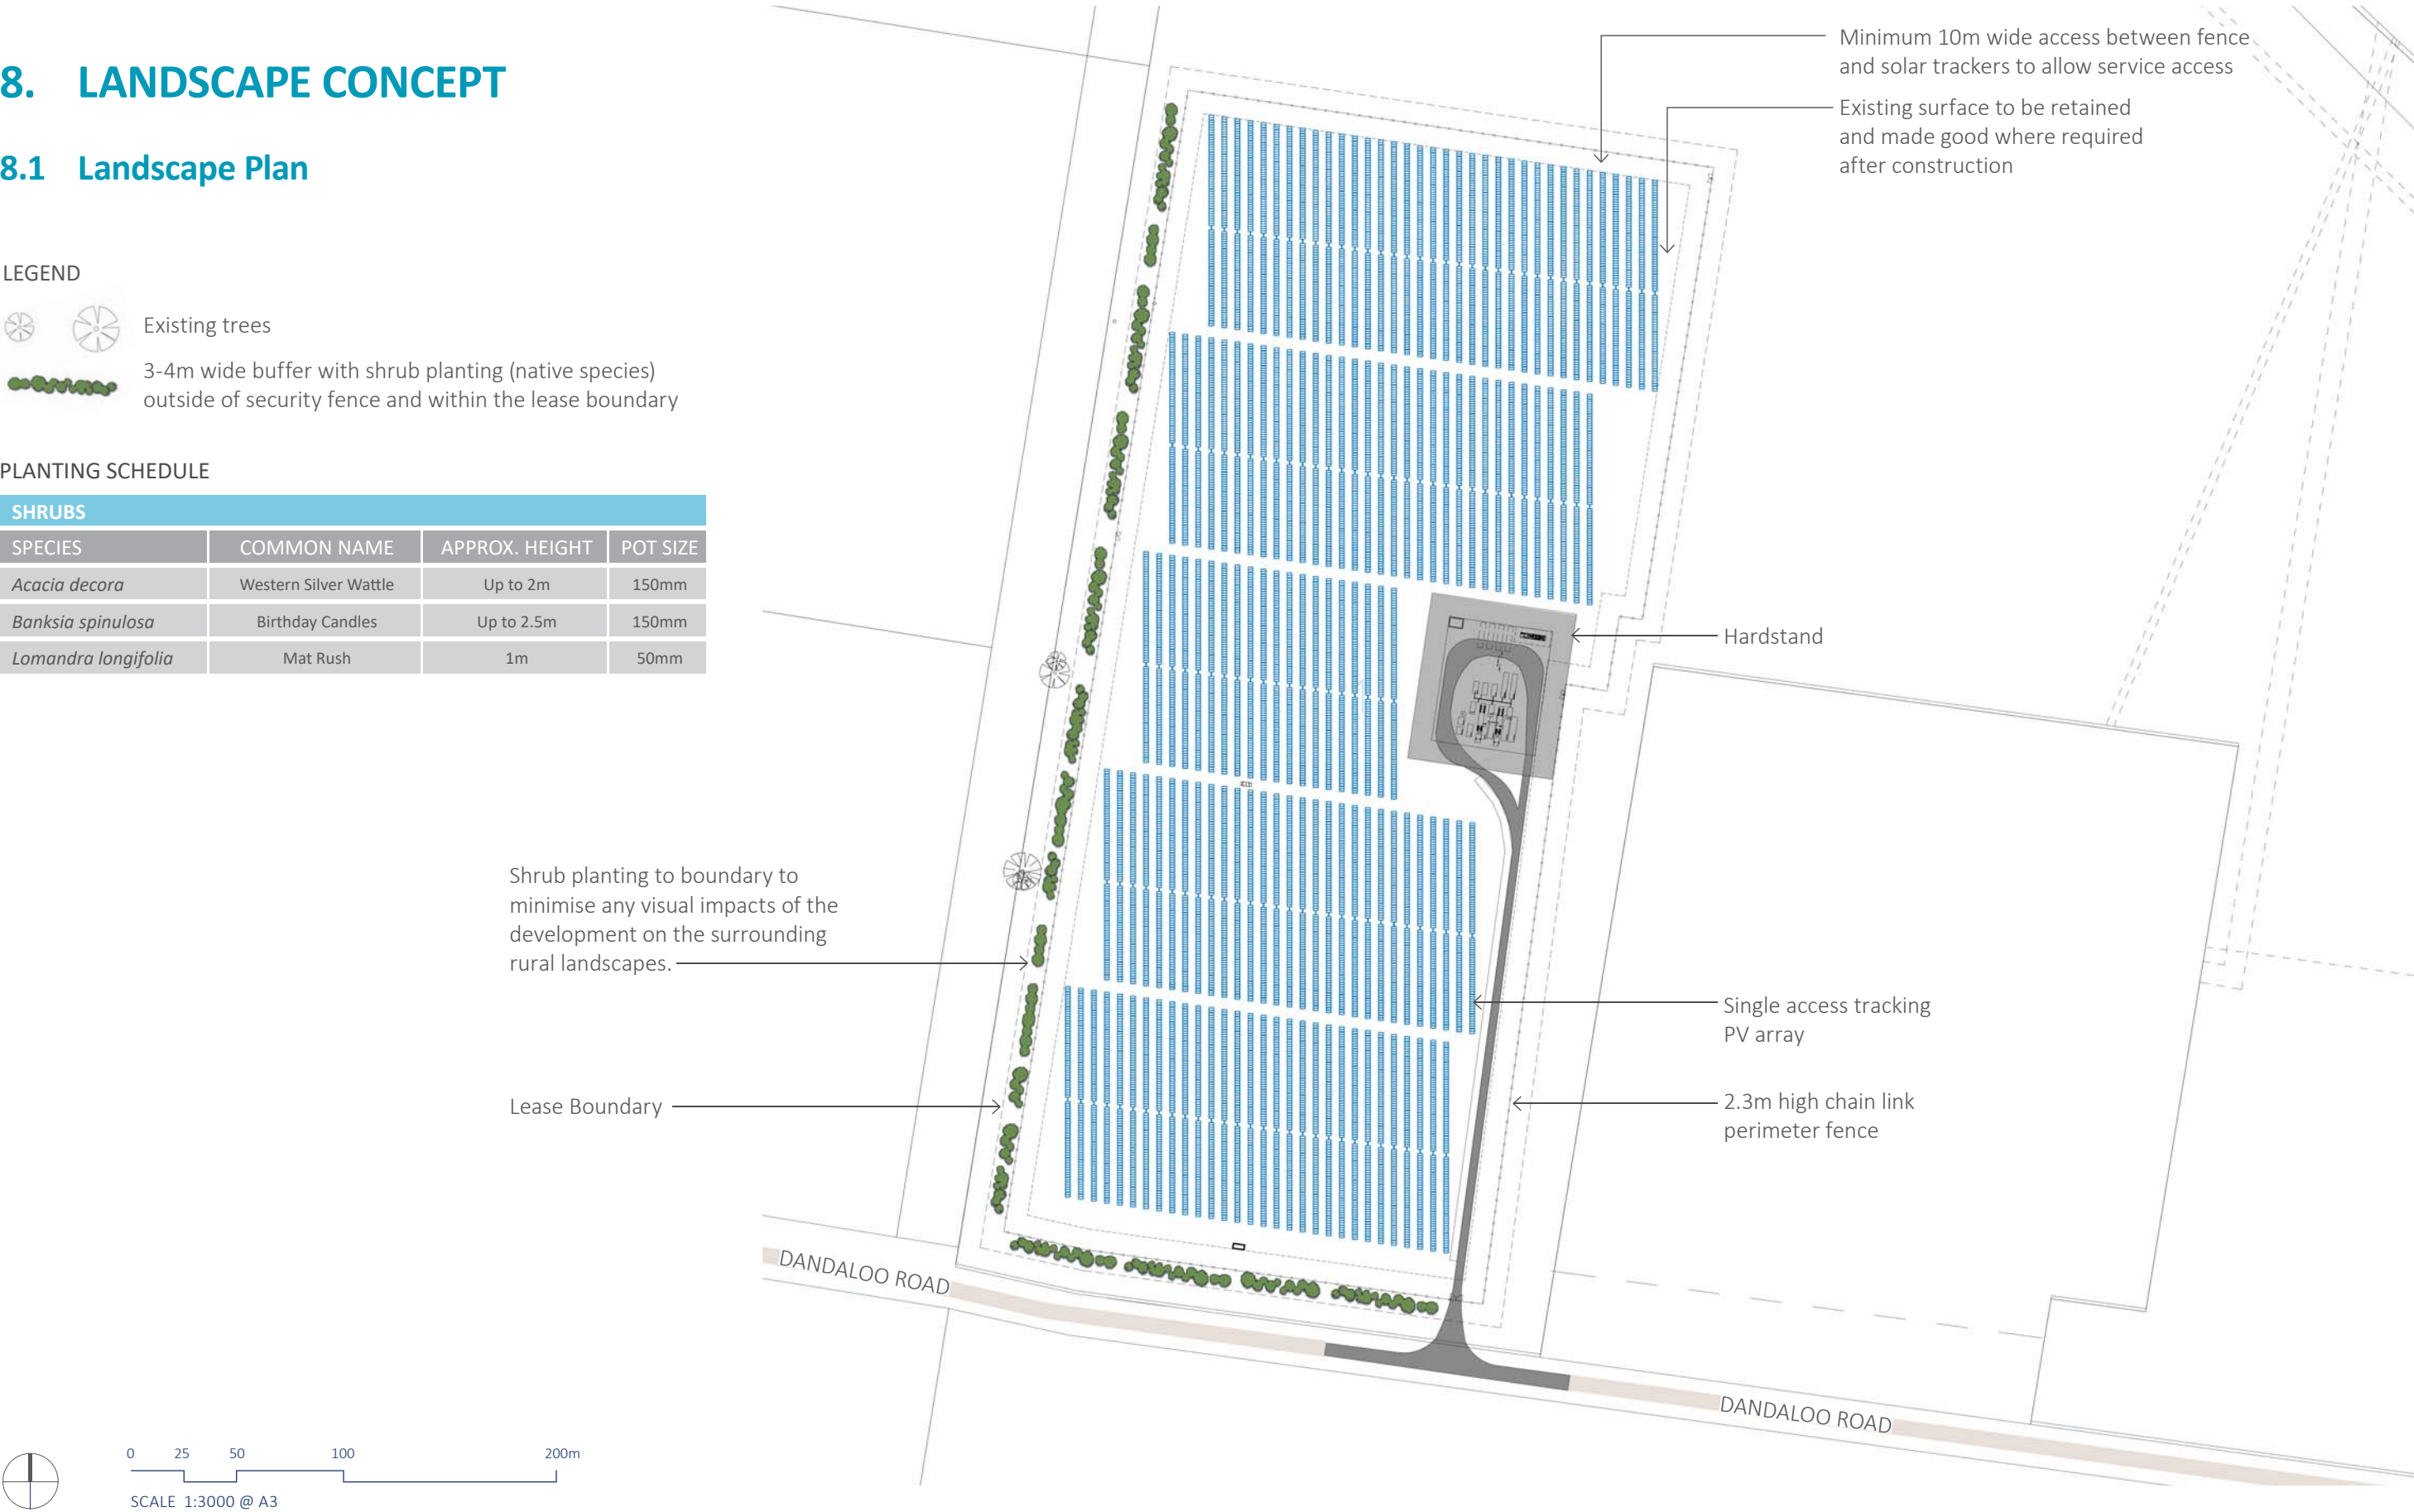 8. LANDSCAPE CONCEPT
8.1 Landscape Plan
LEGEND
Existing trees
3-4m wide buffer with shrub planting (native species)
outside of security fence and within the lease boundary
PLANTING SCHEDULE
SHRUBS
SPECIES COMMON NAME APPROX. HEIGHT POT SIZE
Acacia decora Western Silver Wattle Up to 2m 150mm
Banksia spinulosa Birthday Candles Up to 2.5m 150mm
Lomandra longifolia Mat Rush 1m 50mm
Minimum 10m wide access between fence
and solar trackers to allow service access
Existing surface to be retained
and made good where required
after construction
Hardstand
Shrub planting to boundary to
minimise any visual impacts of the
development on the surrounding
rural landscapes.
Lease Boundary
Single access tracking
PV array
2.3m high chain link
perimeter fence
DANDALOO ROAD
DANDALOO ROAD
0 25 50 100 200m
SCALE 1:3000 @ A3